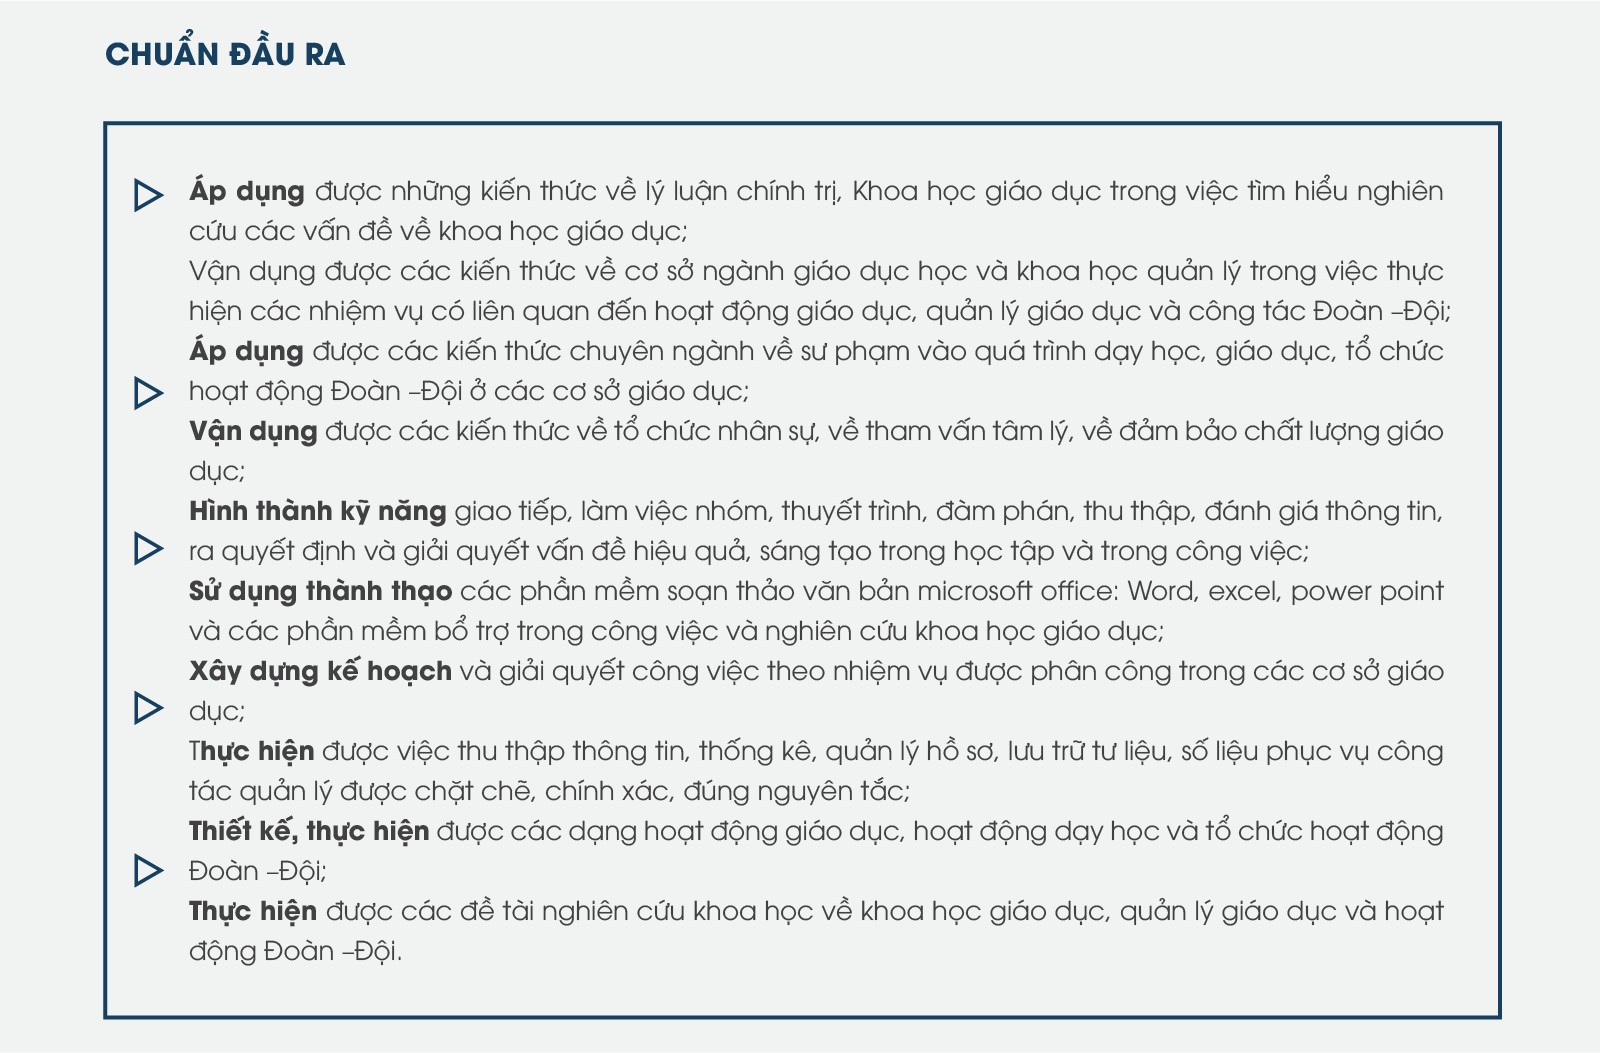 CHUẨN ĐẦU RA
Áp dụng được những kiến thức về lý luận chính trị, Khoa học giáo dục trong việc tìm hiểu nghiên
cứu các vấn đề về khoa học giáo dục;
Vận dụng được các kiến thức về cơ sở ngành giáo dục học và khoa học quản lý trong việc thực
hiện các nhiệm vụ có liên quan đến hoạt động giáo dục, quản lý giáo dục và công tác Đoàn –Đội;
Áp dụng được các kiến thức chuyên ngành về sư phạm vào quá trình dạy học, giáo dục, tổ chức
hoạt động Đoàn –Đội ở các cơ sở giáo dục;
Vận dụng được các kiến thức về tổ chức nhân sự, về tham vấn tâm lý, về đảm bảo chất lượng giáo
dục;
Hình thành kỹ năng giao tiếp, làm việc nhóm, thuyết trình, đàm phán, thu thập, đánh giá thông tin,
ra quyết định và giải quyết vấn đề hiệu quả, sáng tạo trong học tập và trong công việc;
Sử dụng thành thạo các phần mềm soạn thảo văn bản microsoft office: Word, excel, power point
và các phần mềm bổ trợ trong công việc và nghiên cứu khoa học giáo dục;
Xây dựng kế hoạch và giải quyết công việc theo nhiệm vụ được phân công trong các cơ sở giáo
dục;
Thực hiện được việc thu thập thông tin, thống kê, quản lý hồ sơ, lưu trữ tư liệu, số liệu phục vụ công
tác quản lý được chặt chẽ, chính xác, đúng nguyên tắc;
Thiết kế, thực hiện được các dạng hoạt động giáo dục, hoạt động dạy học và tổ chức hoạt động
Đoàn –Đội;
Thực hiện được các đề tài nghiên cứu khoa học về khoa học giáo dục, quản lý giáo dục và hoạt
động Đoàn –Đội.